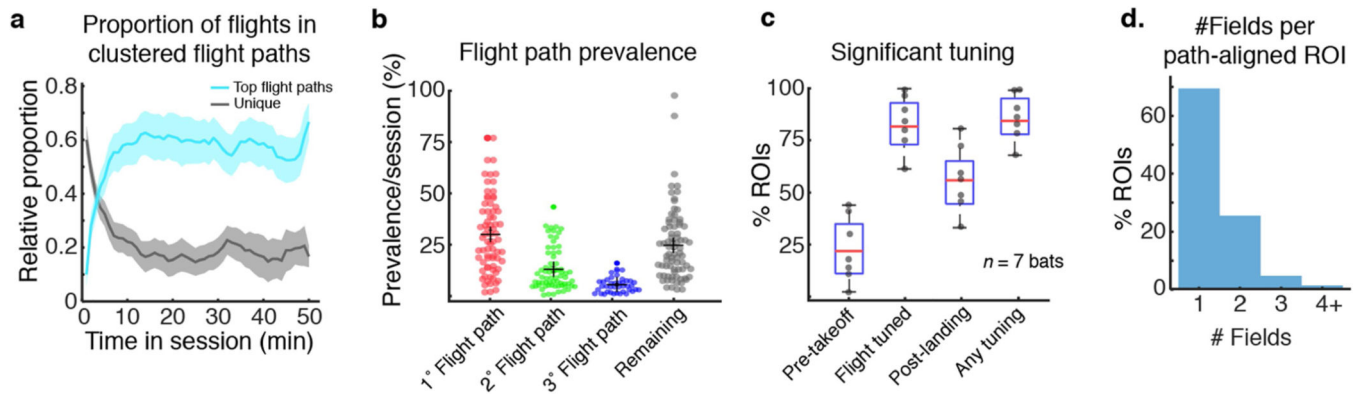 a
Proportion of flights in
clustered flight paths
Relative proportion
0.8
0.6
0.4
0.2
0
Top flight paths
Unique
0
10
20
30
40
50
Time in session (min)
b
Flight path prevalence
Prevalence/session (%)
100
75
50
25
1° Flight path
2° Flight path
3° Flight path
Remaining
c
Significant tuning
% ROIs
100
75
50
25
n = 7 bats
Pre-takeoff
Flight tuned
Post-landing
Any tuning
d.
#Fields per
path-aligned ROI
% ROIs
60
40
20
0
1
2
3
4+
# Fields